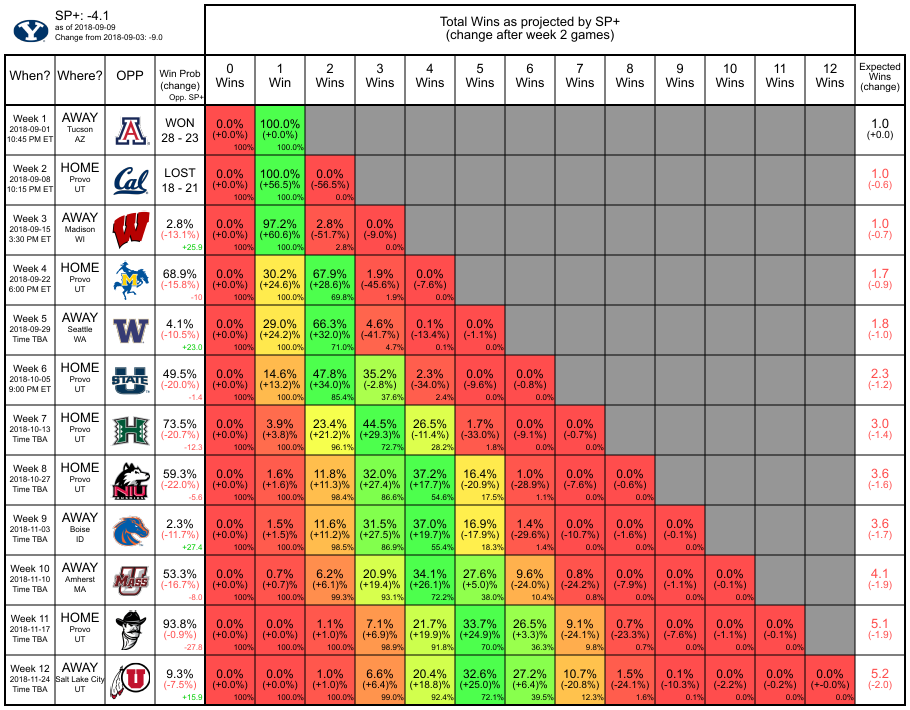 SP+: -4.1
as of 2018-09-09
Change from 2018-09-03: -9.0
Total Wins as projected by SP+
(change after week 2 games)
When? Where? OPP Win Prob (change) Opp. SP+ 0 Wins 1 Win 2 Wins 3 Wins 4 Wins 5 Wins 6 Wins 7 Wins 8 Wins 9 Wins 10 Wins 11 Wins 12 Wins Expected Wins (change)
Week 1 AWAY WON 0.0% 100.0% 1.0
2018-09-01 Tucson 28 - 23 (+0.0%) (+0.0%) (+0.0)
10:45 PM ET AZ A 100% 100.0%
Week 2 HOME LOST 0.0% 100.0% 0.0% 1.0
2018-09-08 Provo Cal 18 - 21 (+0.0%) (+56.5)% (-56.5%) (-0.6)
10:15 PM ET UT 100% 100.0% 0.0%
Week 3 AWAY W 2.8% 0.0% 97.2% 2.8% 0.0% 1.0
2018-09-15 Madison (-13.1%) (+0.0%) (+60.6)% (-51.7%) (-9.0%) (-0.7)
3:30 PM ET WI +25.9 100% 100.0% 2.8% 0.0%
Week 4 HOME M 68.9% 0.0% 30.2% 67.9% 1.9% 0.0% 1.7
2018-09-22 Provo (-15.8%) (+0.0%) (+24.6)% (+28.6)% (-45.6%) (-7.6%) (-0.9)
6:00 PM ET UT -10 100% 100.0% 69.8% 1.9% 0.0%
Week 5 AWAY W 4.1% 0.0% 29.0% 66.3% 4.6% 0.1% 0.0% 1.8
2018-09-29 Seattle (-10.5%) (+0.0%) (+24.2)% (+32.0)% (-41.7%) (-13.4%) (-1.1%) (-1.0)
Time TBA WA +23.0 100% 100.0% 71.0% 4.7% 0.1% 0.0%
Week 6 HOME U STATE 49.5% 0.0% 14.6% 47.8% 35.2% 2.3% 0.0% 0.0% 2.3
2018-10-05 Provo (-20.0%) (+0.0%) (+13.2)% (+34.0)% (-2.8%) (-34.0%) (-9.6%) (-0.8%) (-1.2)
9:00 PM ET UT -1.4 100% 100.0% 85.4% 37.6% 2.4% 0.0% 0.0%
Week 7 HOME H 73.5% 0.0% 3.9% 23.4% 44.5% 26.5% 1.7% 0.0% 0.0% 3.0
2018-10-13 Provo (-20.7%) (+0.0%) (+3.8)% (+21.2)% (+29.3)% (-11.4%) (-33.0%) (-9.1%) (-0.7%) (-1.4)
Time TBA UT -12.3 100% 100.0% 96.1% 72.7% 28.2% 1.8% 0.0% 0.0%
Week 8 HOME NIU 59.3% 0.0% 1.6% 11.8% 32.0% 37.2% 16.4% 1.0% 0.0% 0.0% 3.6
2018-10-27 Provo (-22.0%) (+0.0%) (+1.6)% (+11.3)% (+27.4)% (+17.7)% (-20.9%) (-28.9%) (-7.6%) (-0.6%) (-1.6)
Time TBA UT -5.6 100% 100.0% 98.4% 86.6% 54.6% 17.5% 1.1% 0.0% 0.0%
Week 9 AWAY 2.3% 0.0% 1.5% 11.6% 31.5% 37.0% 16.9% 1.4% 0.0% 0.0% 0.0% 3.6
2018-11-03 Boise (-11.7%) (+0.0%) (+1.5)% (+11.2)% (+27.5)% (+19.7)% (-17.9%) (-29.6%) (-10.7%) (-1.6%) (-0.1%) (-1.7)
Time TBA ID +27.4 100% 100.0% 98.5% 86.9% 55.4% 18.3% 1.4% 0.0% 0.0% 0.0%
Week 10 AWAY UMass 53.3% 0.0% 0.7% 6.2% 20.9% 34.1% 27.6% 9.6% 0.8% 0.0% 0.0% 0.0% 4.1
2018-11-10 Amherst (-16.7%) (+0.0%) (+0.7)% (+6.1)% (+19.4)% (+26.1)% (+5.0)% (-24.0%) (-24.2%) (-7.9%) (-1.1%) (-0.1%) (-1.9)
Time TBA MA -8.0 100% 100.0% 99.3% 93.1% 72.2% 38.0% 10.4% 0.8% 0.0% 0.0% 0.0%
Week 11 HOME 93.8% 0.0% 0.0% 1.1% 7.1% 21.7% 33.7% 26.5% 9.1% 0.7% 0.0% 0.0% 0.0% 5.1
2018-11-17 Provo (-0.9%) (+0.0%) (+0.0)% (+1.0)% (+6.9)% (+19.9)% (+24.9)% (+3.3)% (-24.1%) (-23.3%) (-7.6%) (-1.1%) (-0.1%) (-1.9)
Time TBA UT -27.8 100% 100.0% 100.0% 98.9% 91.8% 70.0% 36.3% 9.8% 0.7% 0.0% 0.0% 0.0%
Week 12 AWAY U 9.3% 0.0% 0.0% 1.0% 6.6% 20.4% 32.6% 27.2% 10.7% 1.5% 0.1% 0.0% 0.0% 0.0% 5.2
2018-11-24 Salt Lake City (-7.5%) (+0.0%) (+0.0)% (+1.0)% (+6.4)% (+18.8)% (+25.0)% (+6.4)% (-20.8%) (-24.1%) (-10.3%) (-2.2%) (-0.2%) (+-0.0%) (-2.0)
Time TBA UT +15.9 100% 100.0% 100.0% 99.0% 92.4% 72.1% 39.5% 12.3% 1.6% 0.1% 0.0% 0.0% 0.0%